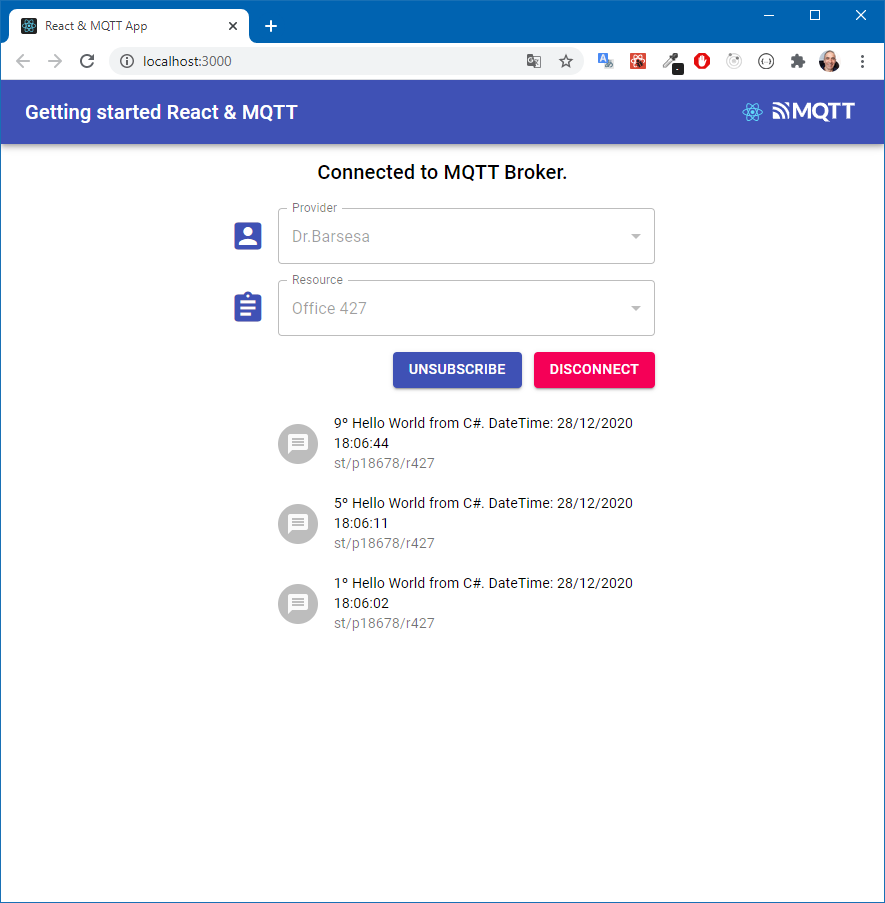 React & MQTT App
localhost:3000
Getting started React & MQTT
MQTT
Connected to MQTT Broker.
Provider
Dr.Barsesa
Resource
Office 427
UNSUBSCRIBE
DISCONNECT
9º Hello World from C#. DateTime: 28/12/2020
18:06:44
st/p18678/r427
5º Hello World from C#. DateTime: 28/12/2020
18:06:11
st/p18678/r427
1º Hello World from C#. DateTime: 28/12/2020
18:06:02
st/p18678/r427